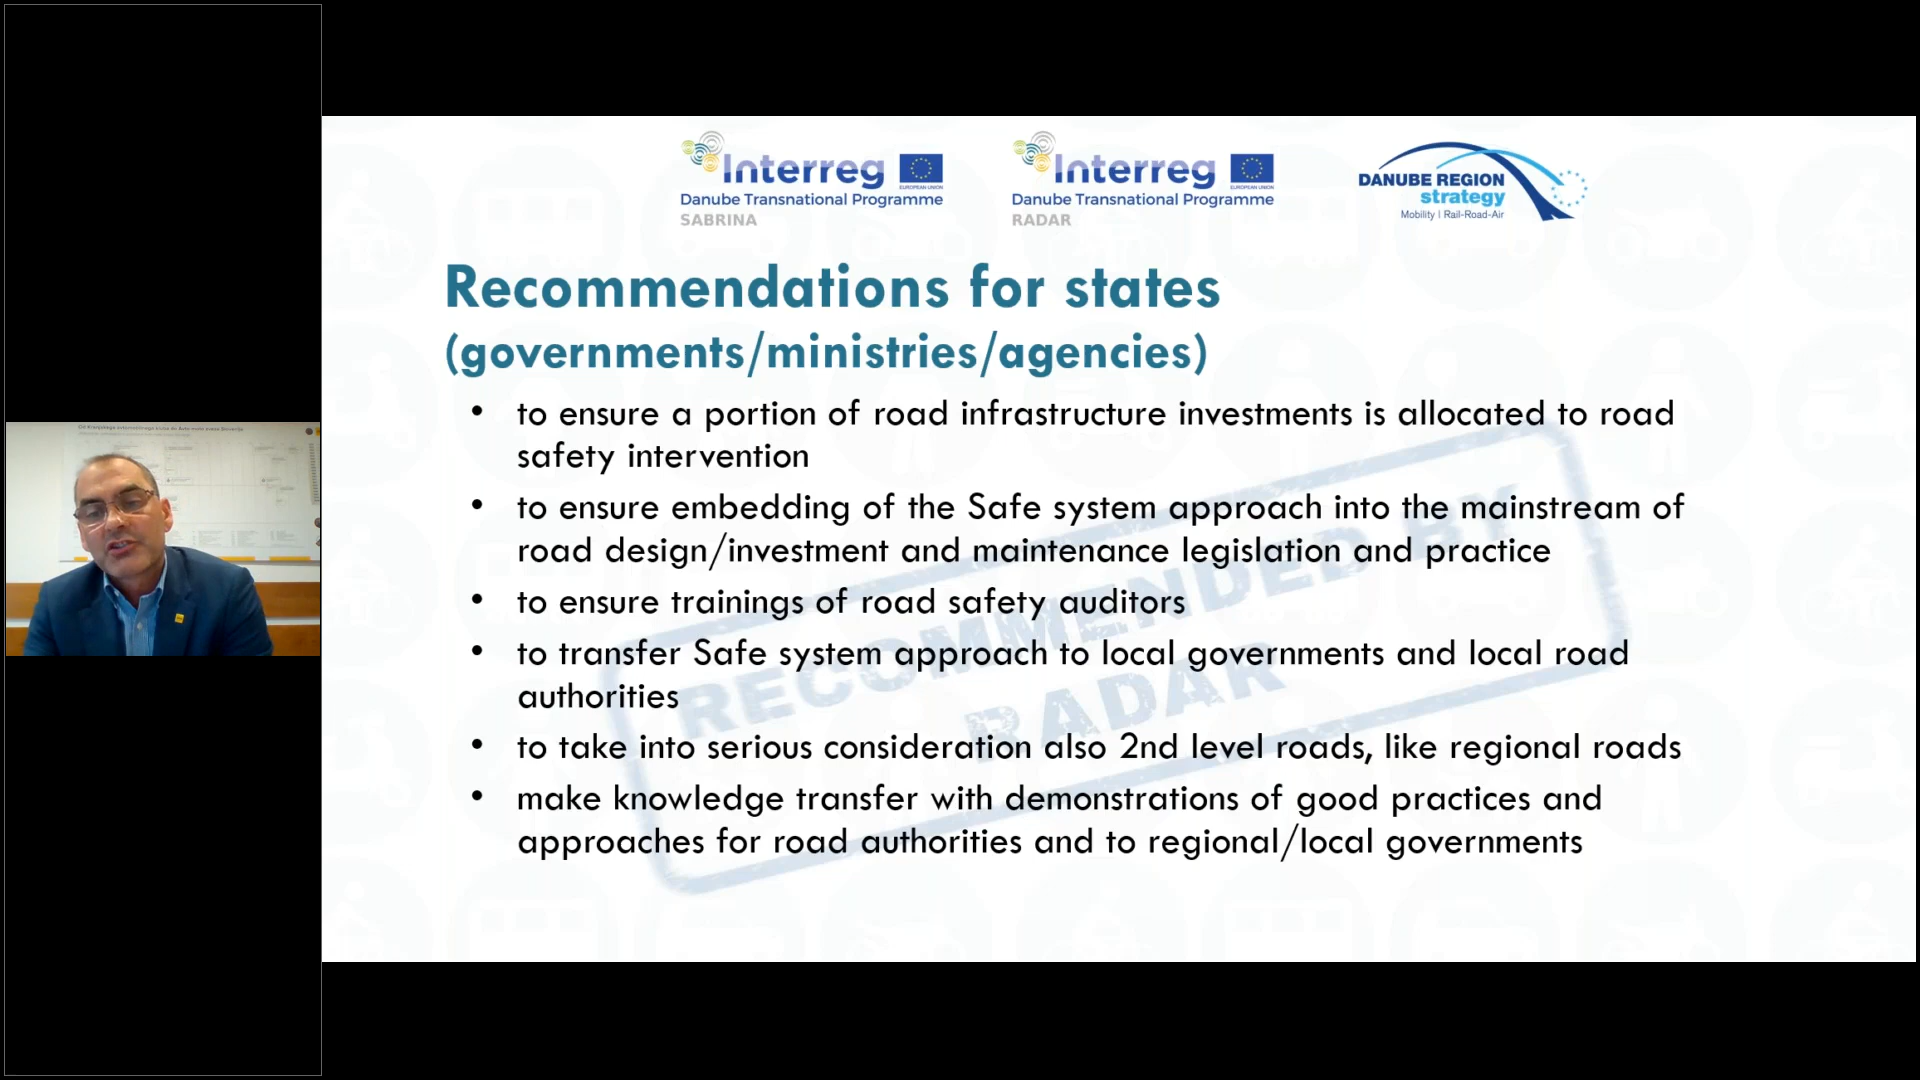 Interreg
EUROPEAN UNION
Danube Transnational Programme
SABRINA
Interreg
EUROPEAN UNION
Danube Transnational Programme
RADAR
DANUBE REGION
strategy
Mobility | Rail-Road-Air
Recommendations for states
(governments/ministries/agencies)
• to ensure a portion of road infrastructure investments is allocated to road
safety intervention
• to ensure embedding of the Safe system approach into the mainstream of
road design/investment and maintenance legislation and practice
• to ensure trainings of road safety auditors
• to transfer Safe system approach to local governments and local road
authorities
• to take into serious consideration also 2nd level roads, like regional roads
• make knowledge transfer with demonstrations of good practices and
approaches for road authorities and to regional/local governments
RECOMMENDED BY
RADAR